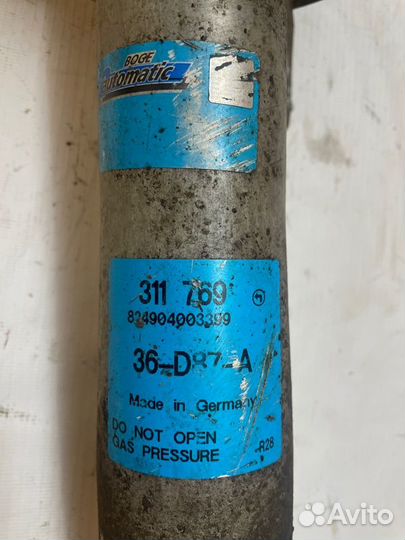 BOGE
automatic
311 769
824904003399
36-D87-A
Made in Germany
DO NOT OPEN
GAS PRESSURE
R28
Avito